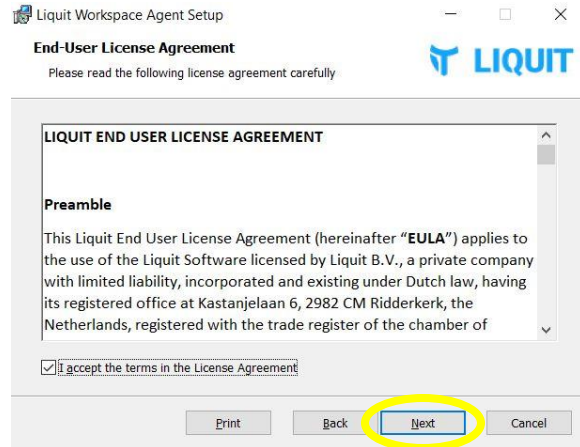 Liquit Workspace Agent Setup
End-User License Agreement
Please read the following license agreement carefully
LIQUIT
LIQUIT END USER LICENSE AGREEMENT
Preamble
This Liquit End User License Agreement (hereinafter “EULA”) applies to
the use of the Liquit Software licensed by Liquit B.V., a private company
with limited liability, incorporated and existing under Dutch law, having
its registered office at Kastanjelaan 6, 2982 CM Ridderkerk, the
Netherlands, registered with the trade register of the chamber of
I accept the terms in the License Agreement
Print Back Next Cancel